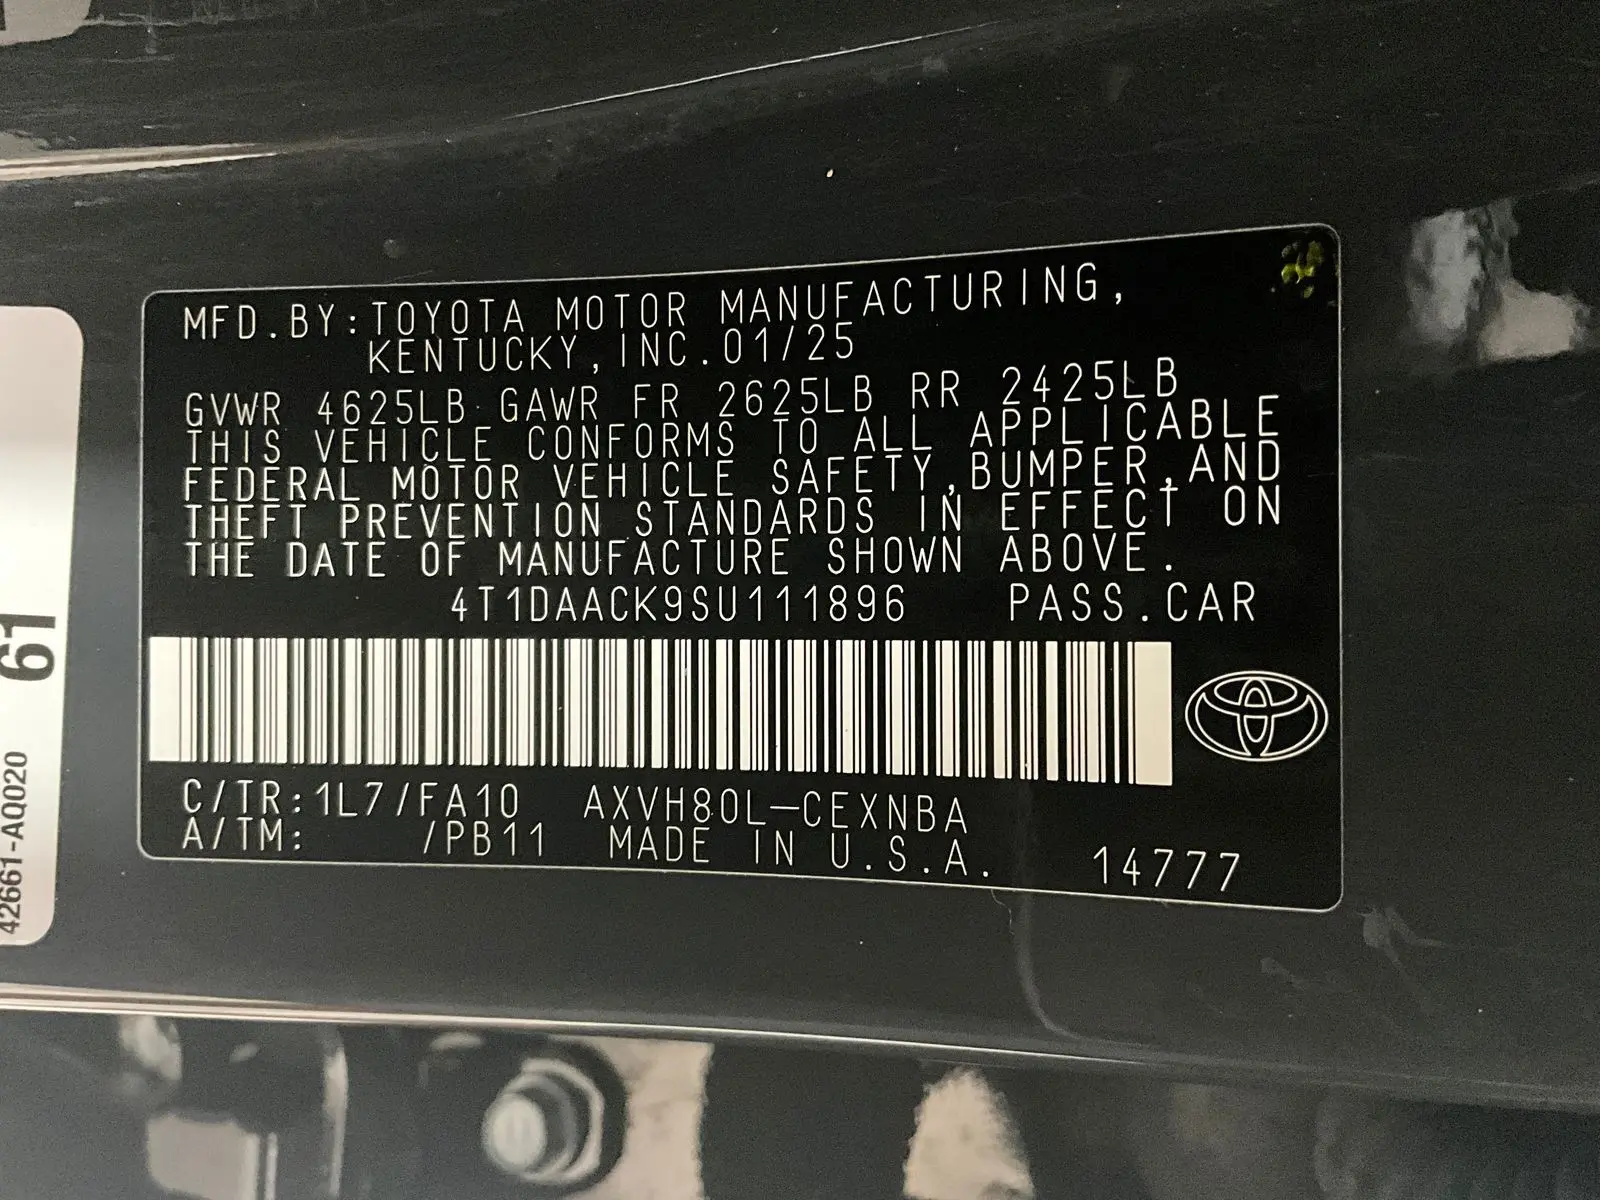 MFD.BY:TOYOTA MOTOR MANUFACTURING,
KENTUCKY,INC.01/25
GVWR 4625LB GAWR FR 2625LB RR 2425LB
THIS VEHICLE CONFORMS TO ALL APPLICABLE
FEDERAL MOTOR VEHICLE SAFETY,BUMPER,AND
THEFT PREVENTION STANDARDS IN EFFECT ON
THE DATE OF MANUFACTURE SHOWN ABOVE.
4T1DAACK9SU111896 PASS.CAR
C/TR:1L7/FA10 AXVH80L-CEXNBA
A/TM: /PB11 MADE IN U.S.A. 14777
61
42661-AQ020